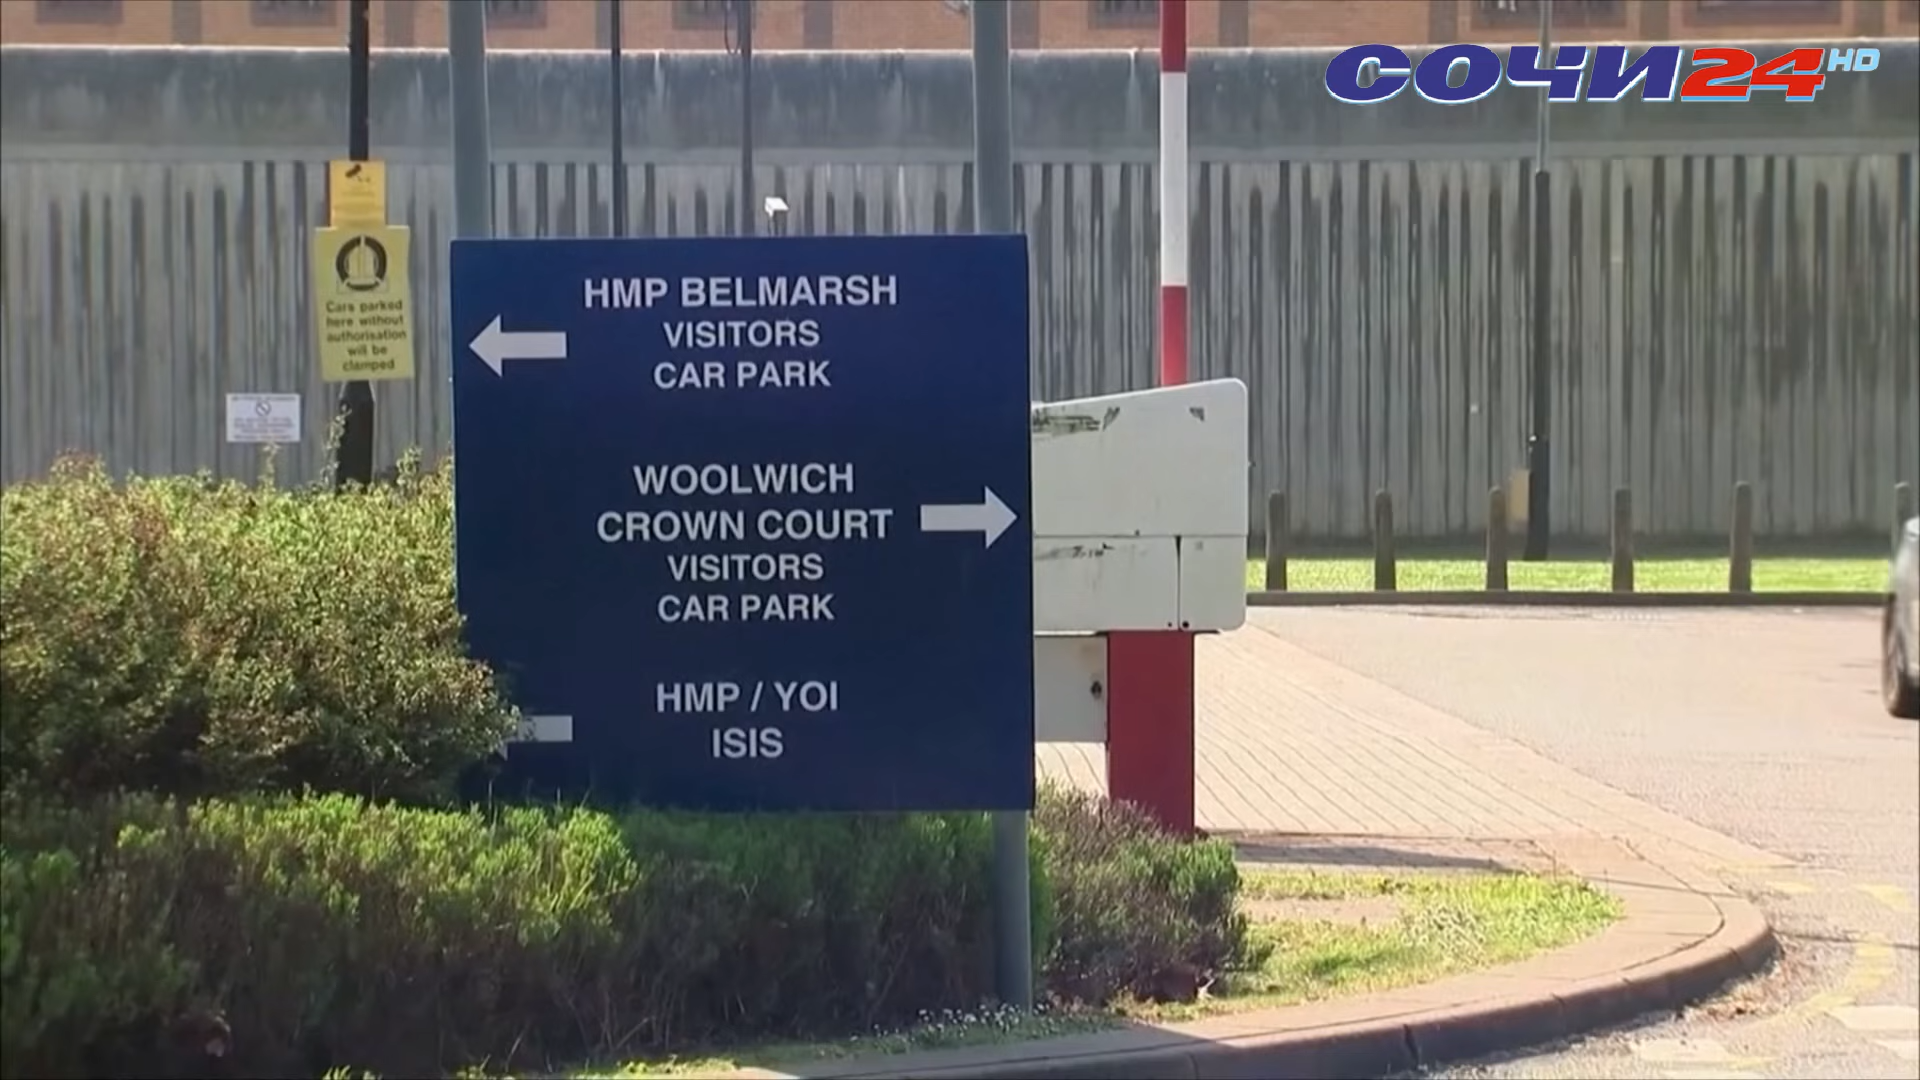 СОЧИ24HD
HMP BELMARSH
VISITORS
CAR PARK
WOOLWICH
CROWN COURT
VISITORS
CAR PARK
HMP / YOI
ISIS
Cars parked
here without
authorisation
will be
clamped